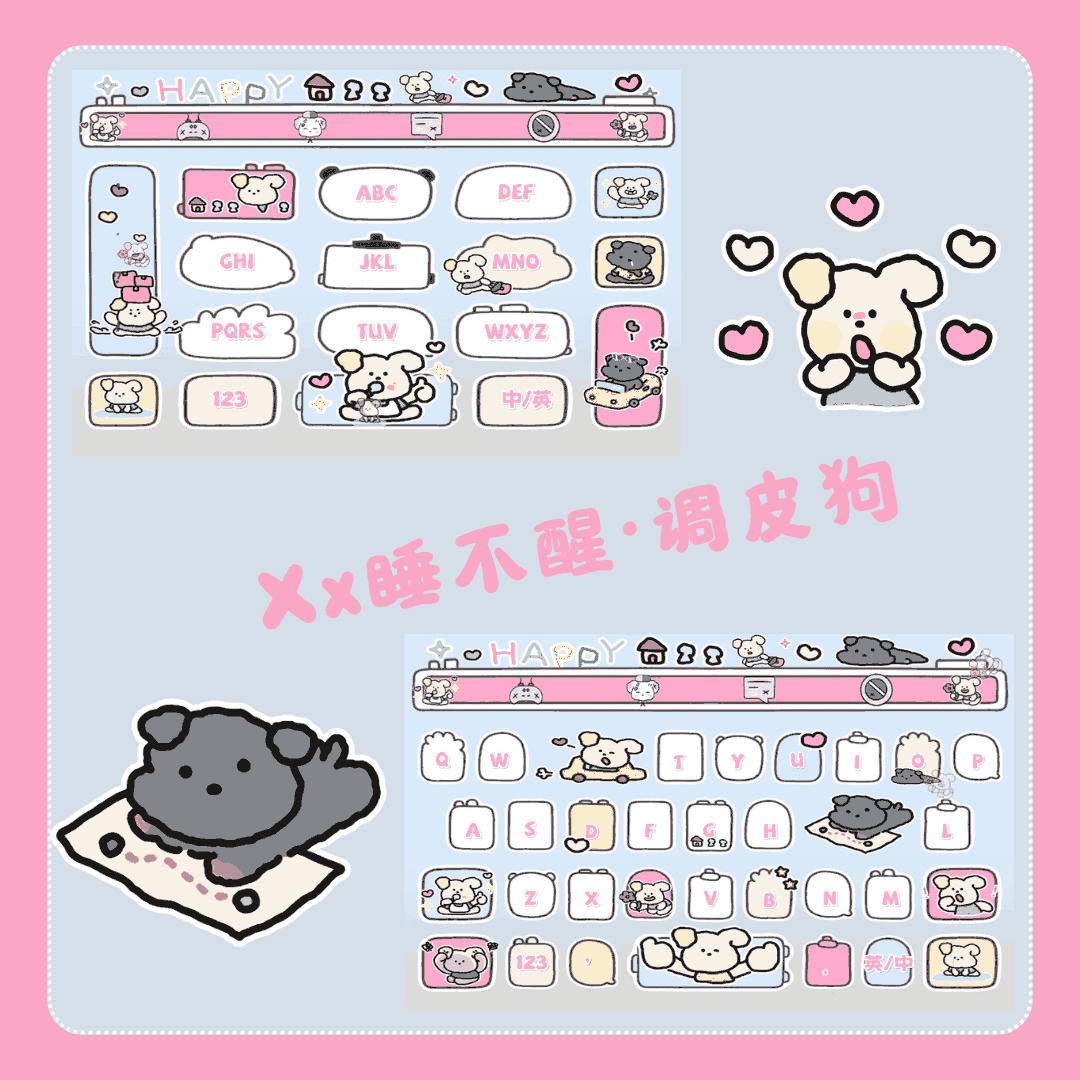 HAPPY
ABC DEF
GHI JKL MNO
PQRS TUV WXYZ
123 中/英
Xx睡不醒·调皮狗
HAPPY
Q W T Y U I O P
A S D F G H L
Z X V B N M
123 英/中